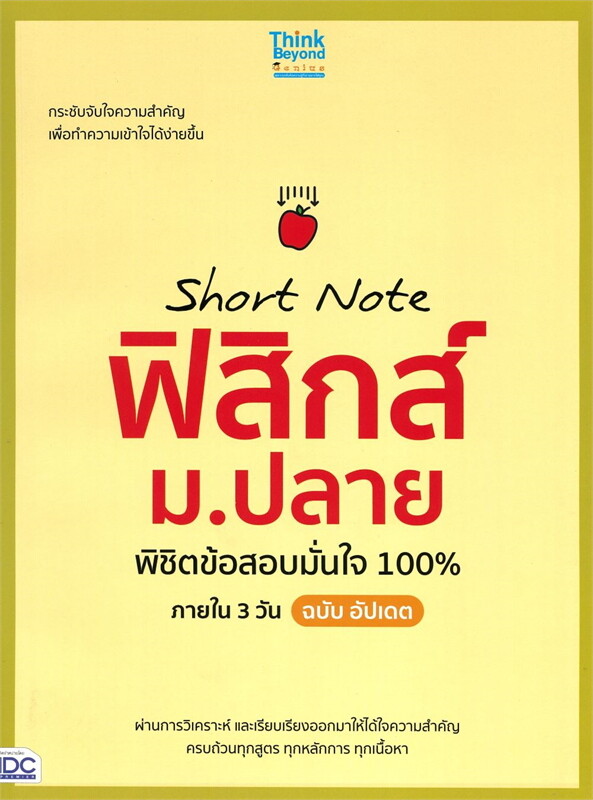 Think
Beyond
Genius
กระชับจับใจความสำคัญ
เพื่อทำความเข้าใจได้ง่ายขึ้น
Short Note
ฟิสิกส์
ม.ปลาย
พิชิตข้อสอบมั่นใจ 100%
ภายใน 3 วัน ฉบับ อัปเดต
ผ่านการวิเคราะห์ และเรียบเรียงออกมาให้ได้ใจความสำคัญ
ครบถ้วนทุกสูตร ทุกหลักการ ทุกเนื้อหา
IDC
PREMIER